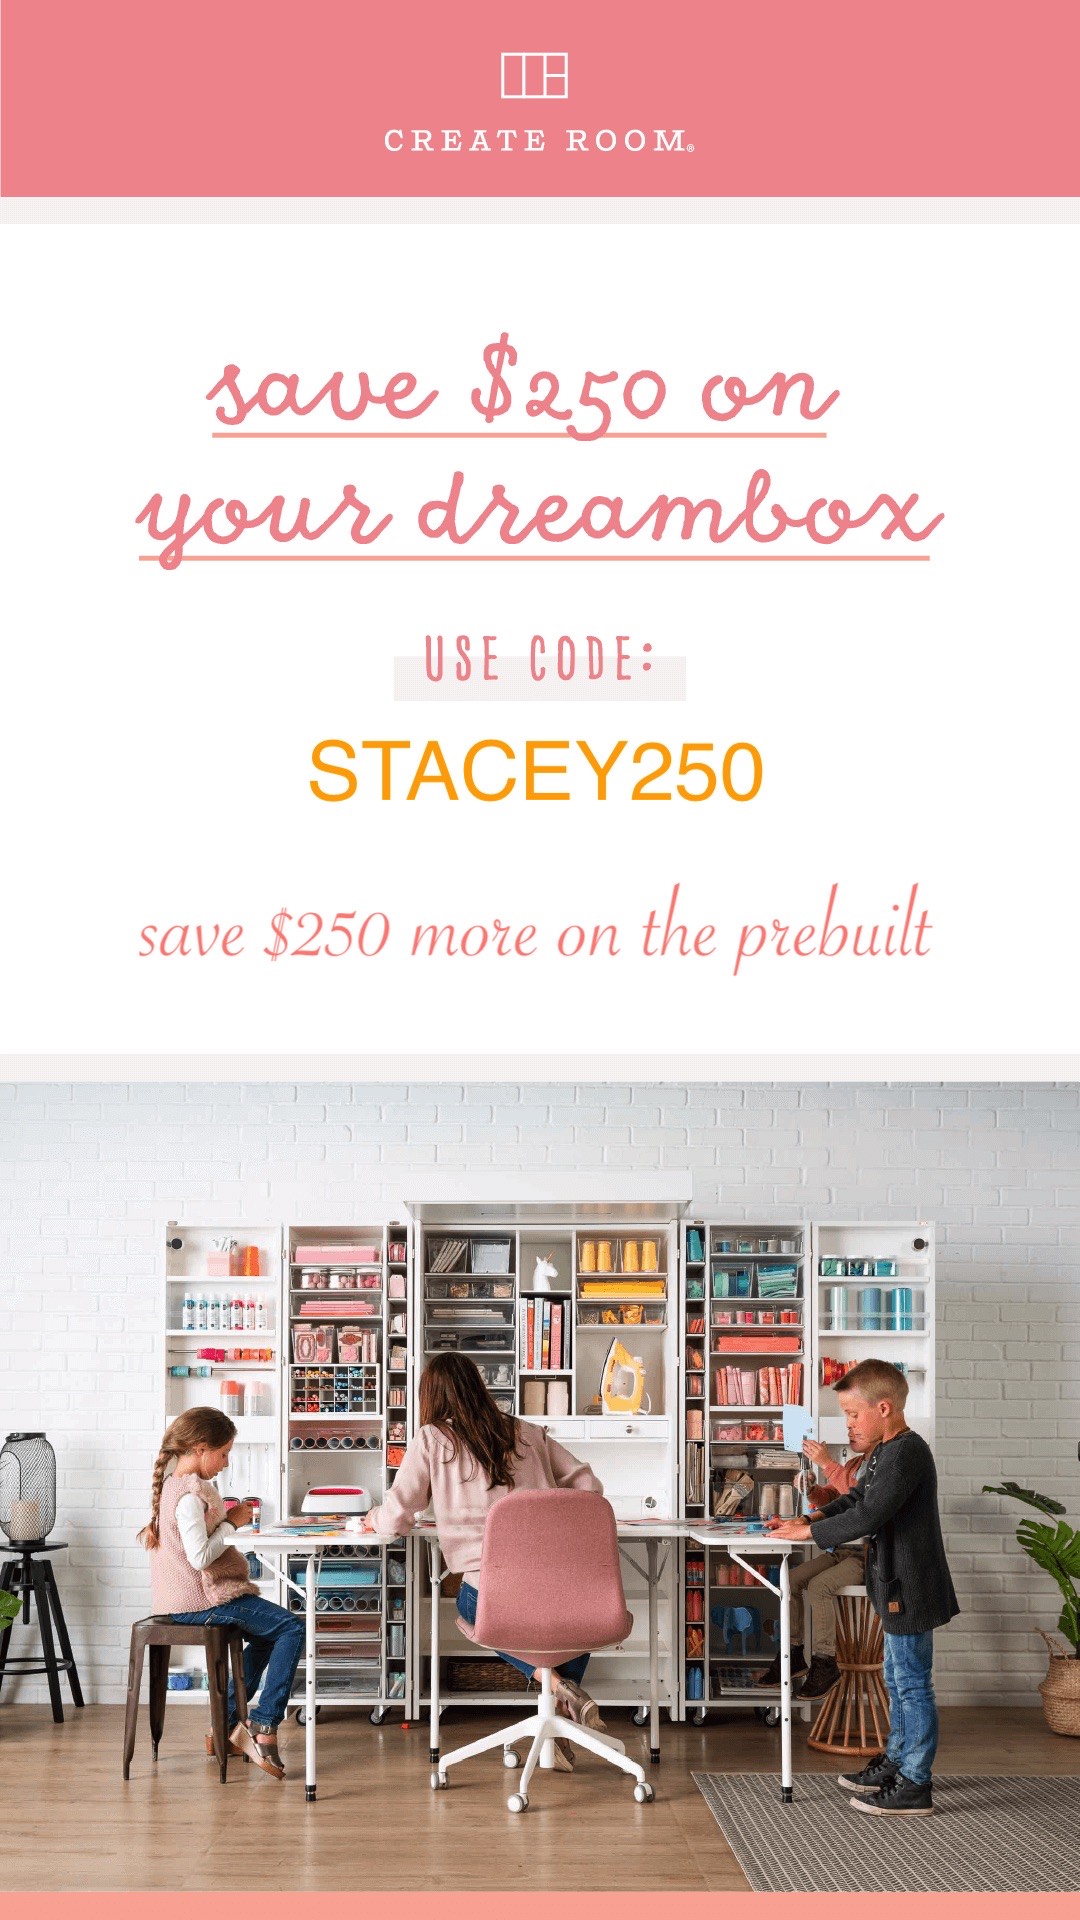 CREATE ROOM®
save $250 on
your dreambox
USE CODE:
STACEY250
save $250 more on the prebuilt